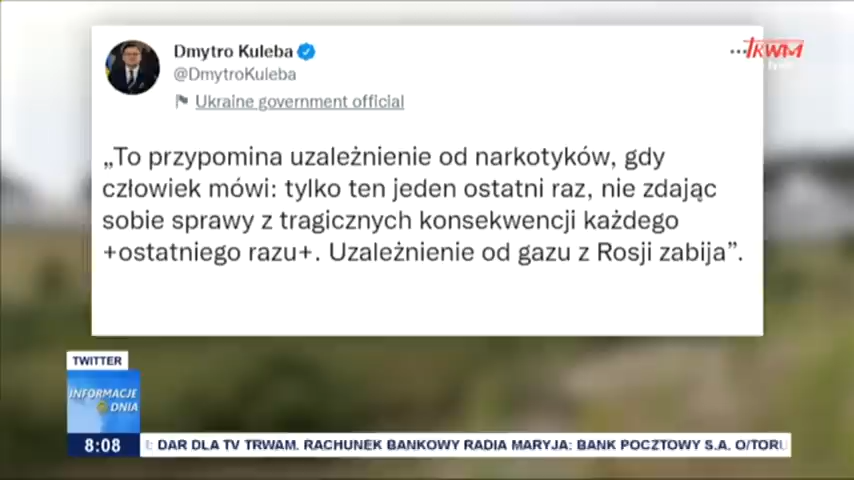 Dmytro Kuleba
@DmytroKuleba
Ukraine government official
TRWAM
„To przypomina uzależnienie od narkotyków, gdy
człowiek mówi: tylko ten jeden ostatni raz, nie zdając
sobie sprawy z tragicznych konsekwencji każdego
+ostatniego razu+. Uzależnienie od gazu z Rosji zabija”.
TWITTER
INFORMACJE
DNIA
8:08
DAR DLA TV TRWAM. RACHUNEK BANKOWY RADIA MARYJA: BANK POCZTOWY S.A. O/TORU